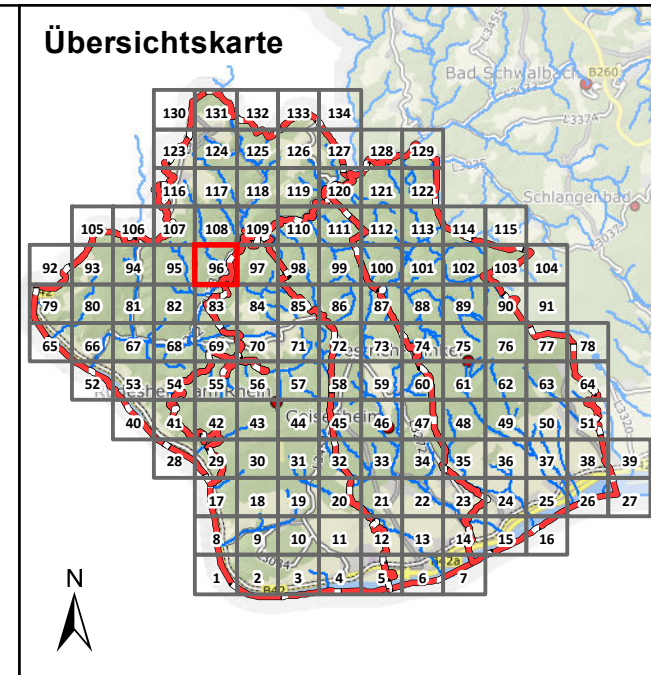 Übersichtskarte
L3455
Bad Schwalbach
B260
L3374
130 131 132 133 134
123 124 125 126 127 128 129
L3035
116 117 118 119 120 121 122
Schlangenbad
105 106 107 108 109 110 111 112 113 114 115
L3037
92 93 94 95 96 97 98 99 100 101 102 103 104
79 80 81 82 83 84 85 86 87 88 89 90 91
65 66 67 68 69 70 71 72 73 74 75 76 77 78
52 53 54 55 56 57 58 59 60 61 62 63 64
Geisenheim
L3320
40 41 42 43 44 45 46 47 48 49 50 51
28 29 30 31 32 33 34 35 36 37 38 39
17 18 19 20 21 22 23 24 25 26 27
8 9 10 11 12 13 14 15 16
L3034
B42a
1 2 3 4 5 6 7
B42
N